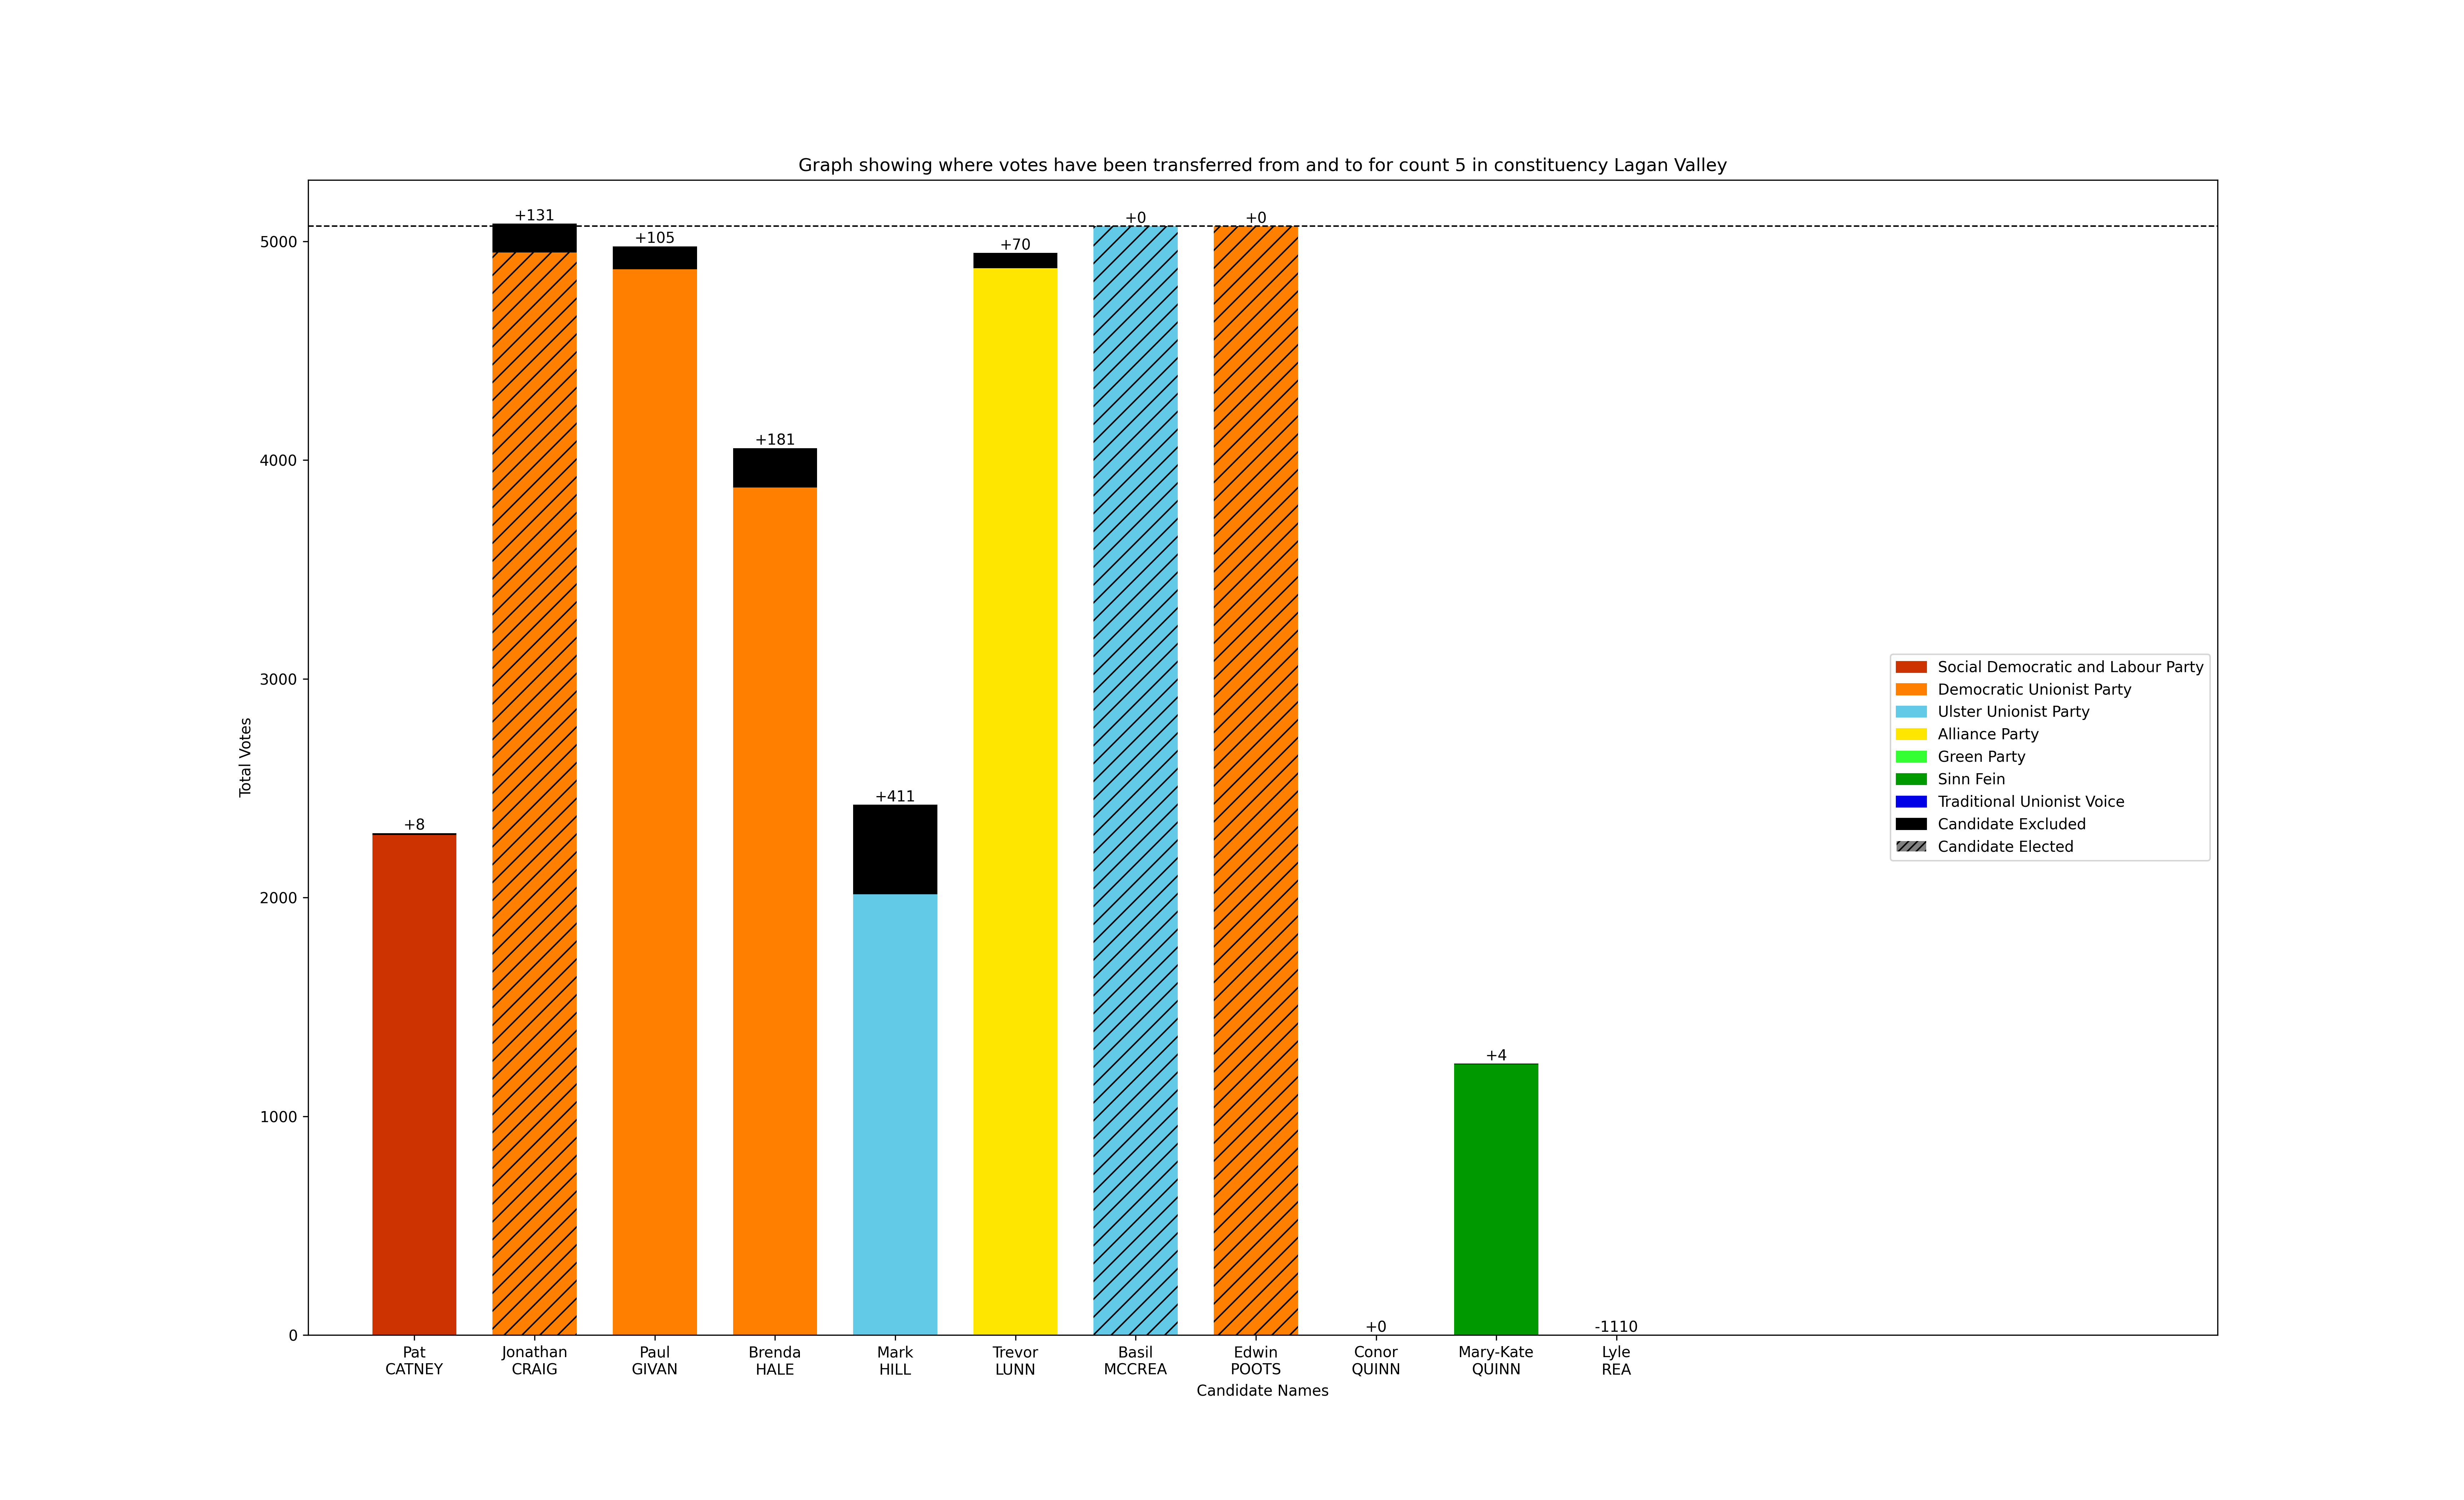 Graph showing where votes have been transferred from and to for count 5 in constituency Lagan Valley
Total Votes
5000
4000
3000
2000
1000
0
+8
+131
+105
+181
+411
+70
+0
+0
+0
+4
-1110
Pat
CATNEY
Jonathan
CRAIG
Paul
GIVAN
Brenda
HALE
Mark
HILL
Trevor
LUNN
Basil
MCCREA
Edwin
POOTS
Conor
QUINN
Mary-Kate
QUINN
Lyle
REA
Candidate Names
Social Democratic and Labour Party
Democratic Unionist Party
Ulster Unionist Party
Alliance Party
Green Party
Sinn Fein
Traditional Unionist Voice
Candidate Excluded
Candidate Elected